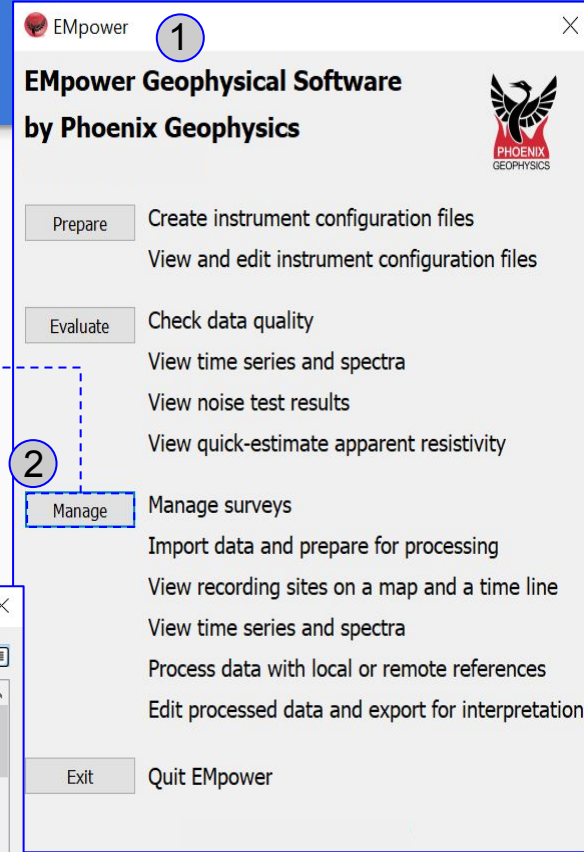 EMpower
1
EMpower Geophysical Software
by Phoenix Geophysics
PHOENIX
GEOPHYSICS
Prepare Create instrument configuration files
View and edit instrument configuration files
Evaluate Check data quality
View time series and spectra
View noise test results
View quick-estimate apparent resistivity
2
Manage Manage surveys
Import data and prepare for processing
View recording sites on a map and a time line
View time series and spectra
Process data with local or remote references
Edit processed data and export for interpretation
Exit Quit EMpower